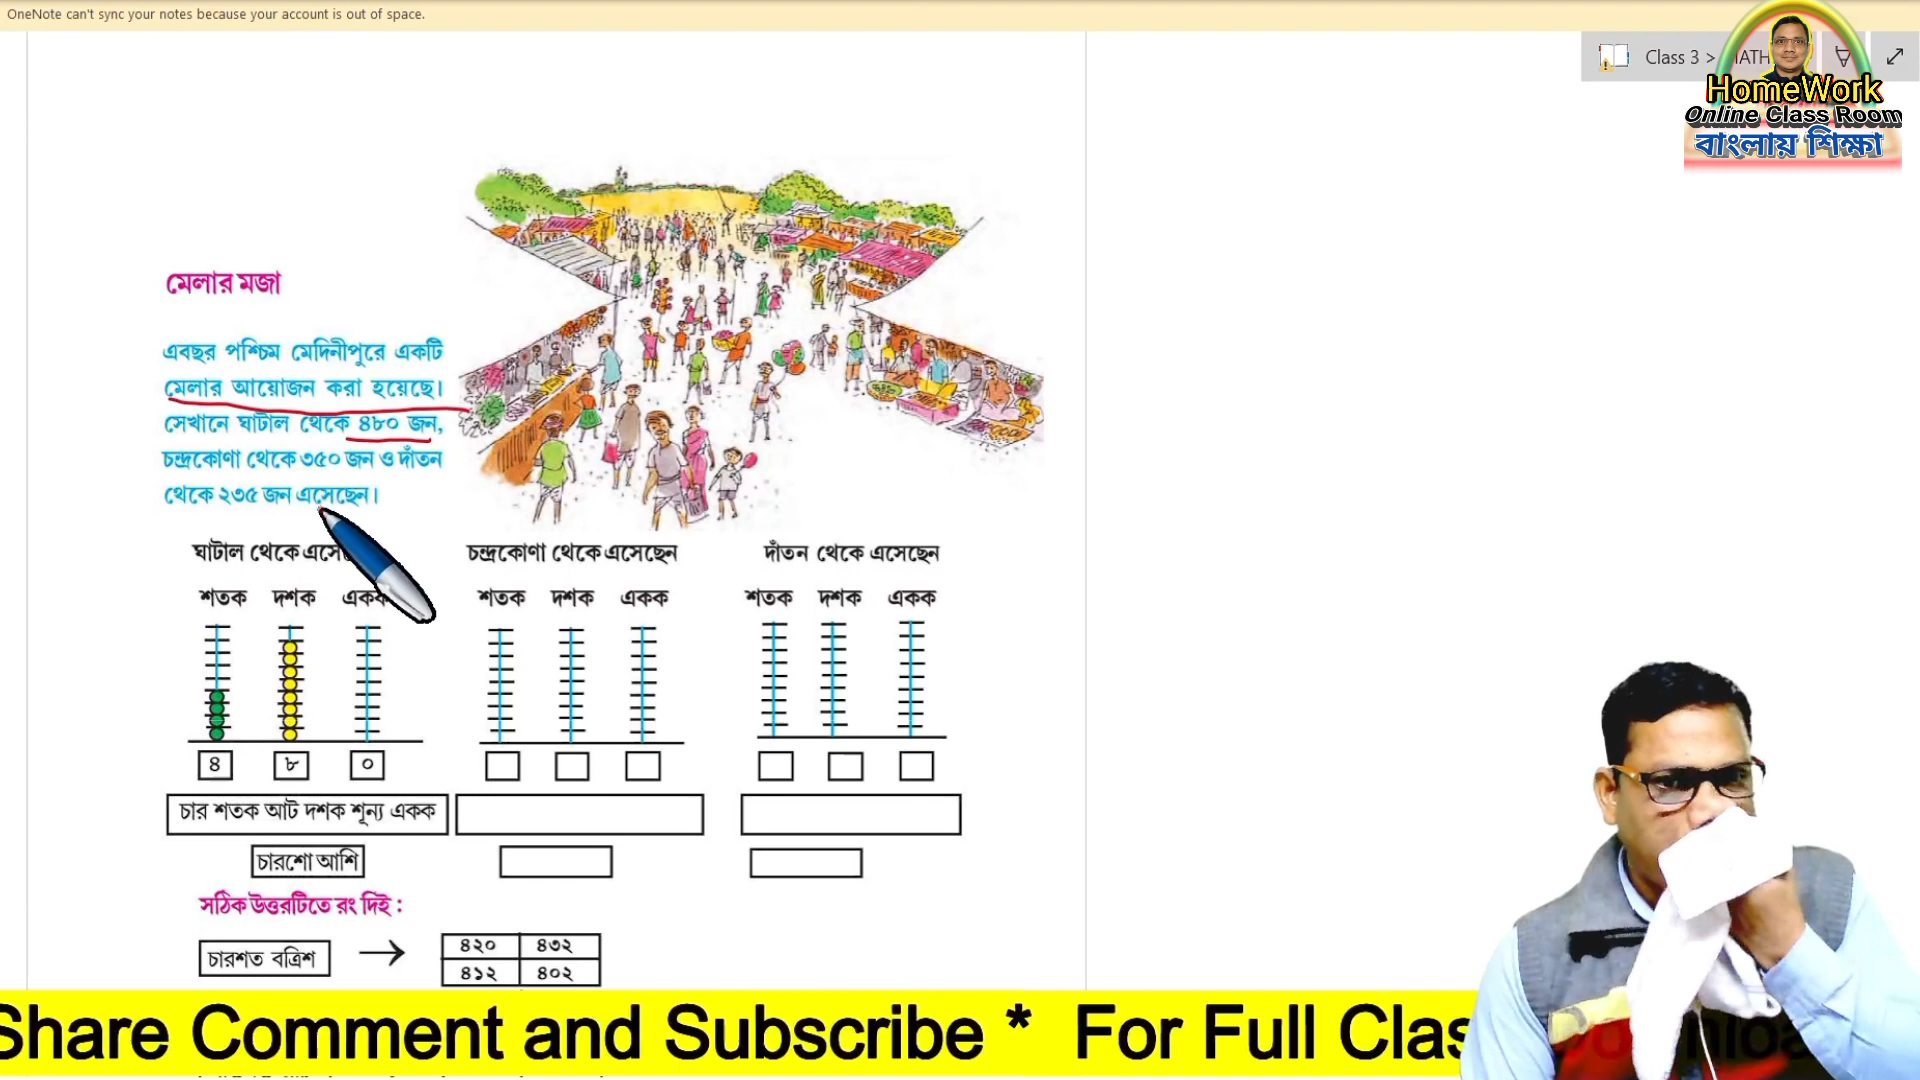 OneNote can't sync your notes because your account is out of space.
Class 3 >
HomeWork
Online Class Room
বাংলায় শিক্ষা
মেলার মজা
এবছর পশ্চিম মেদিনীপুরে একটি
মেলার আয়োজন করা হয়েছে।
সেখানে ঘাটাল থেকে ৪৮০ জন,
চন্দ্রকোণা থেকে ৩৫০ জন ও দাঁতন
থেকে ২৩৫ জন এসেছেন।
ঘাটাল থেকে
চন্দ্রকোণা থেকে এসেছেন
দাঁতন থেকে এসেছেন
শতক দশক একক
শতক দশক একক
শতক দশক একক
৪ ৮ ০
চার শতক আট দশক শূন্য একক
চারশো আশি
সঠিক উত্তরটিতে রং দিই :
চারশত বত্রিশ → ৪২০ ৪৩২
৪১২ ৪০২
Share Comment and Subscribe * For Full